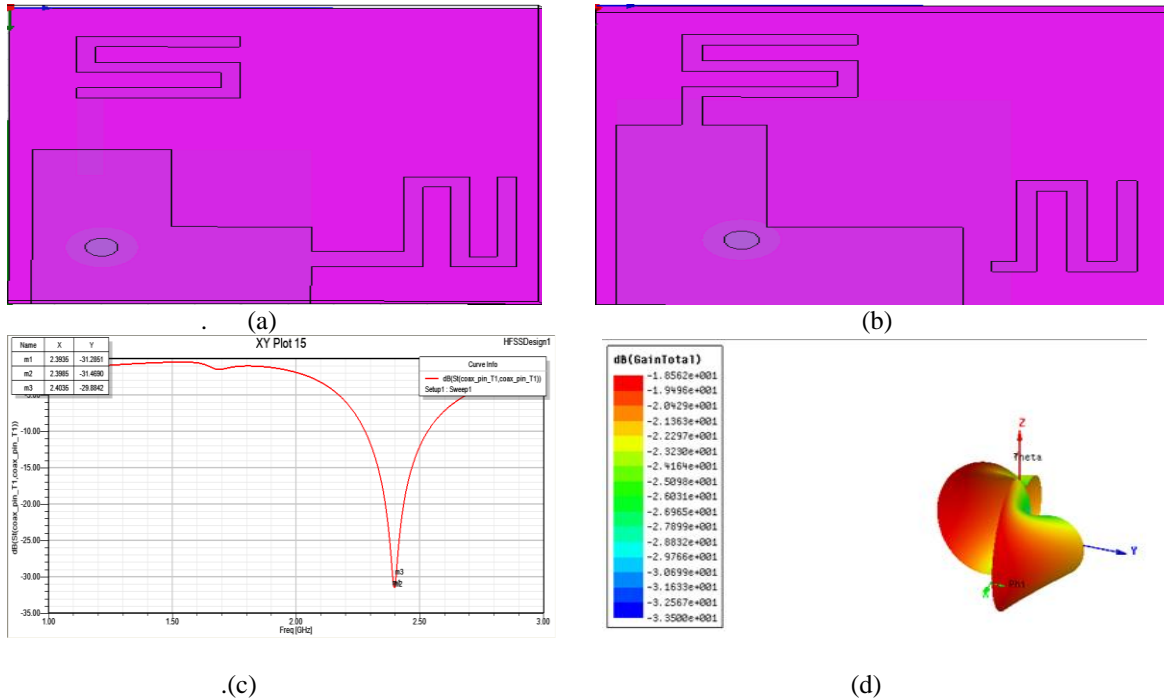 . (a)
(b)
XY Plot 15
HFSSDesign1
Name X Y
m1 2.3935 -31.2851
m2 2.3985 -31.4690
m3 2.4035 -29.8842
Curve Info
dB(St(coax_pin_T1,coax_pin_T1))
Setup1 : Sweep1
dB(St(coax_pin_T1,coax_pin_T1))
-10.00
-15.00
-20.00
-25.00
-30.00
-35.00
m3
1.00 1.50 2.00 2.50 3.00
Freq [GHz]
.(c)
dB(GainTotal)
-1.8562e+001
-1.9496e+001
-2.0429e+001
-2.1363e+001
-2.2297e+001
-2.3230e+001
-2.4164e+001
-2.5098e+001
-2.6031e+001
-2.6965e+001
-2.7899e+001
-2.8832e+001
-2.9766e+001
-3.0699e+001
-3.1633e+001
-3.2567e+001
-3.3500e+001
Z
Theta
Y
Phi
(d)